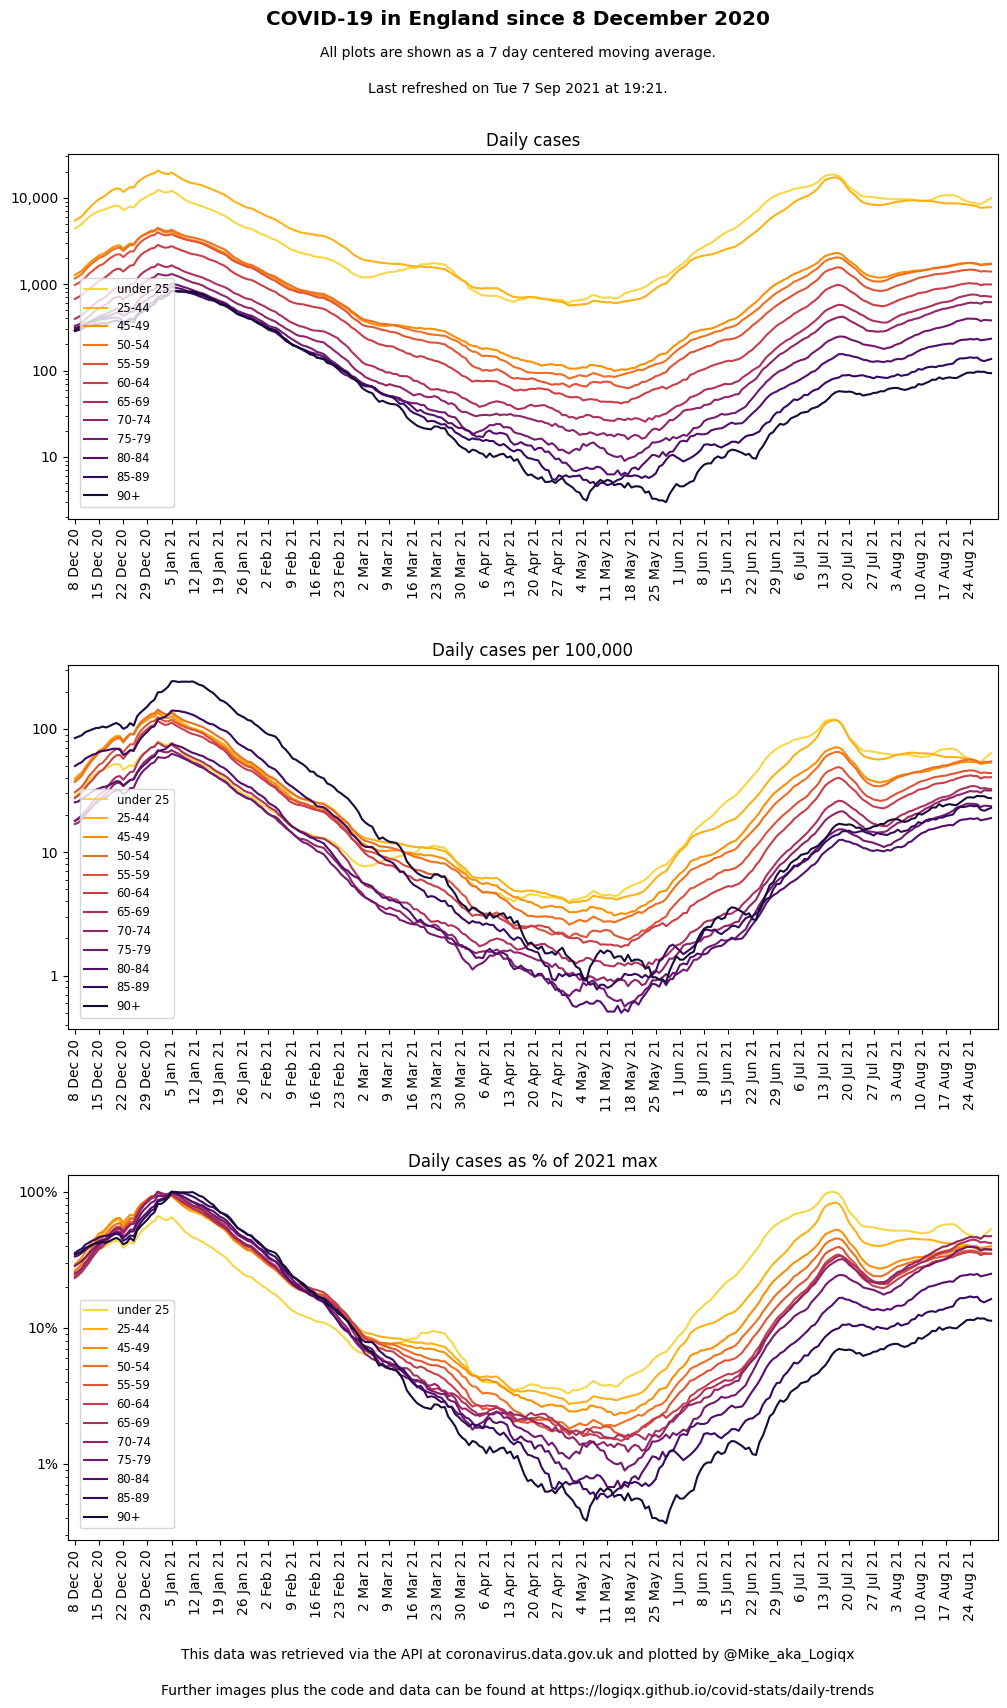 COVID-19 in England since 8 December 2020
All plots are shown as a 7 day centered moving average.
Last refreshed on Tue 7 Sep 2021 at 19:21.
Daily cases
10,000
1,000
100
10
under 25
25-44
45-49
50-54
55-59
60-64
65-69
70-74
75-79
80-84
85-89
90+
8 Dec 20
15 Dec 20
22 Dec 20
29 Dec 20
5 Jan 21
12 Jan 21
19 Jan 21
26 Jan 21
2 Feb 21
9 Feb 21
16 Feb 21
23 Feb 21
2 Mar 21
9 Mar 21
16 Mar 21
23 Mar 21
30 Mar 21
6 Apr 21
13 Apr 21
20 Apr 21
27 Apr 21
4 May 21
11 May 21
18 May 21
25 May 21
1 Jun 21
8 Jun 21
15 Jun 21
22 Jun 21
29 Jun 21
6 Jul 21
13 Jul 21
20 Jul 21
27 Jul 21
3 Aug 21
10 Aug 21
17 Aug 21
24 Aug 21
Daily cases per 100,000
100
10
1
under 25
25-44
45-49
50-54
55-59
60-64
65-69
70-74
75-79
80-84
85-89
90+
8 Dec 20
15 Dec 20
22 Dec 20
29 Dec 20
5 Jan 21
12 Jan 21
19 Jan 21
26 Jan 21
2 Feb 21
9 Feb 21
16 Feb 21
23 Feb 21
2 Mar 21
9 Mar 21
16 Mar 21
23 Mar 21
30 Mar 21
6 Apr 21
13 Apr 21
20 Apr 21
27 Apr 21
4 May 21
11 May 21
18 May 21
25 May 21
1 Jun 21
8 Jun 21
15 Jun 21
22 Jun 21
29 Jun 21
6 Jul 21
13 Jul 21
20 Jul 21
27 Jul 21
3 Aug 21
10 Aug 21
17 Aug 21
24 Aug 21
Daily cases as % of 2021 max
100%
10%
1%
under 25
25-44
45-49
50-54
55-59
60-64
65-69
70-74
75-79
80-84
85-89
90+
8 Dec 20
15 Dec 20
22 Dec 20
29 Dec 20
5 Jan 21
12 Jan 21
19 Jan 21
26 Jan 21
2 Feb 21
9 Feb 21
16 Feb 21
23 Feb 21
2 Mar 21
9 Mar 21
16 Mar 21
23 Mar 21
30 Mar 21
6 Apr 21
13 Apr 21
20 Apr 21
27 Apr 21
4 May 21
11 May 21
18 May 21
25 May 21
1 Jun 21
8 Jun 21
15 Jun 21
22 Jun 21
29 Jun 21
6 Jul 21
13 Jul 21
20 Jul 21
27 Jul 21
3 Aug 21
10 Aug 21
17 Aug 21
24 Aug 21
This data was retrieved via the API at coronavirus.data.gov.uk and plotted by @Mike_aka_Logiqx
Further images plus the code and data can be found at https://logiqx.github.io/covid-stats/daily-trends